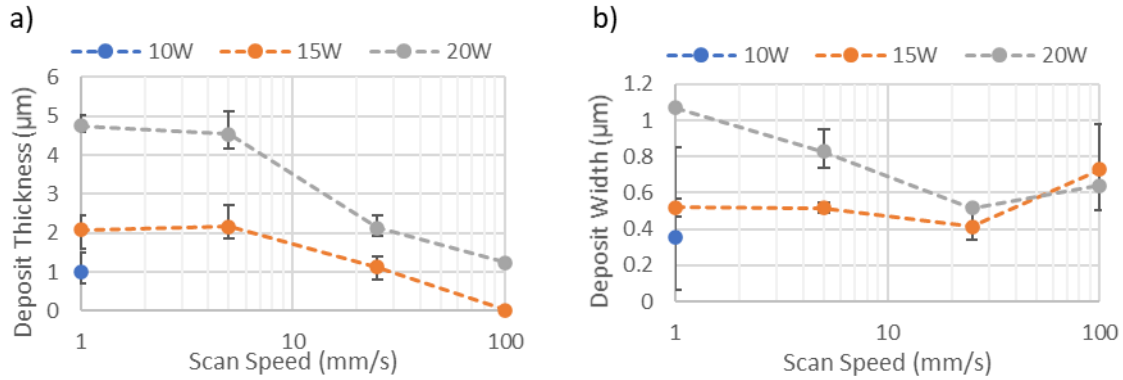 a)
10W 15W 20W
Deposit Thickness (µm)
6
5
4
3
2
1
0
1 10 100
Scan Speed (mm/s)
b)
10W 15W 20W
Deposit Width (µm)
1.2
1
0.8
0.6
0.4
0.2
0
1 10 100
Scan Speed (mm/s)